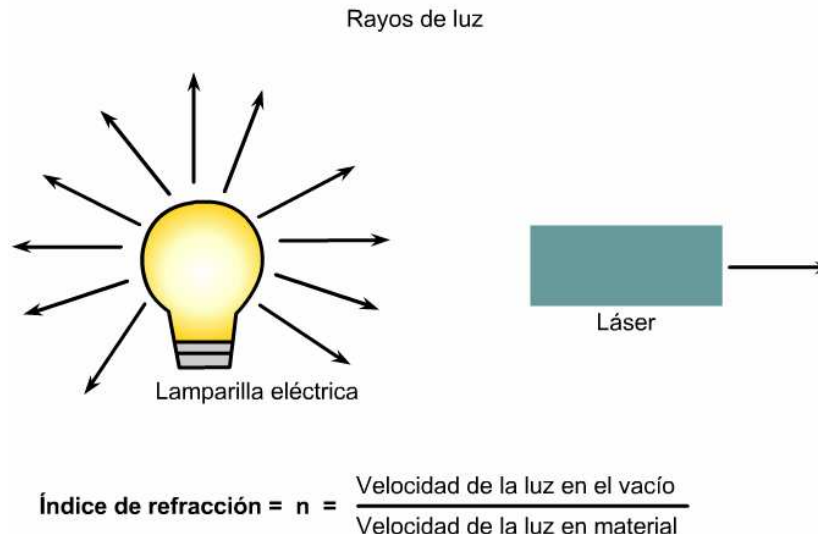 Rayos de luz
Láser
Lamparilla eléctrica
Índice de refracción = n = Velocidad de la luz en el vacío
Velocidad de la luz en material